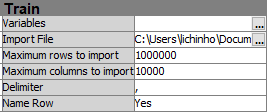 Train
Variables ...
Import File C:\Users\lichinho\Docum ...
Maximum rows to import 1000000
Maximum columns to import 10000
Delimiter ,
Name Row Yes